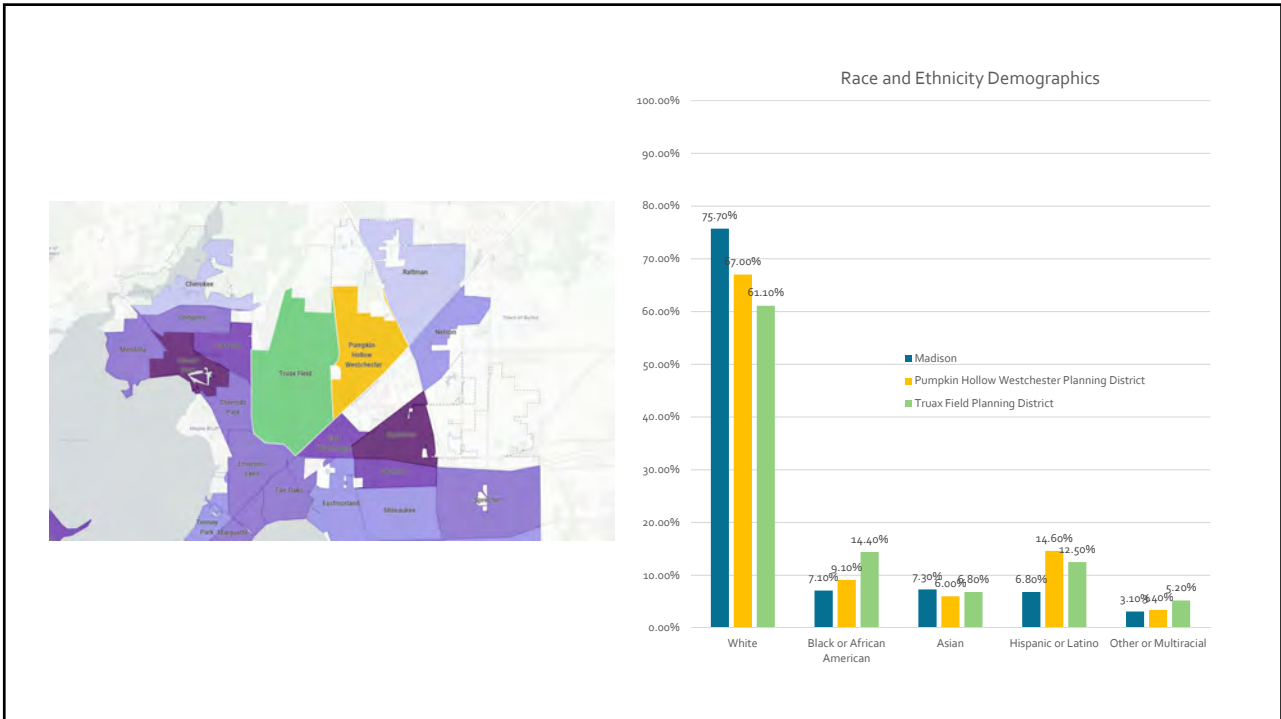 Race and Ethnicity Demographics
100.00%
90.00%
80.00%
70.00%
60.00%
50.00%
40.00%
30.00%
20.00%
10.00%
0.00%
75.70%
67.00%
61.10%
7.10%
9.10%
14.40%
7.30%
6.00%
6.80%
6.80%
14.60%
12.50%
3.10%
3.40%
5.20%
White
Black or African
American
Asian
Hispanic or Latino
Other or Multiracial
Madison
Pumpkin Hollow Westchester Planning District
Truax Field Planning District
Cherokee
Rattman
Nelson
Town of Burke
Mendota
Pumpkin
Hollow
Westchester
Truax Field
Sherman
Park
Emerson
East
Fair Oaks
Eastmorland
Milwaukee
Sprecher
Tenney
Park
Marquette